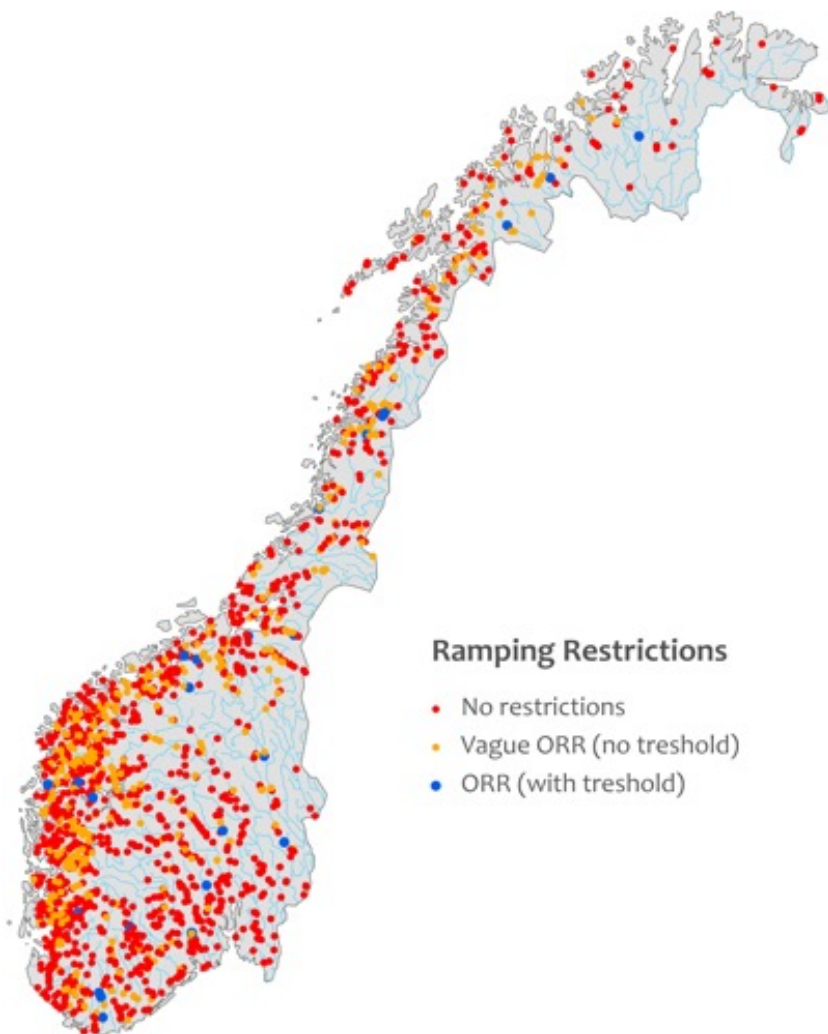 Ramping Restrictions
No restrictions
Vague ORR (no treshold)
ORR (with treshold)